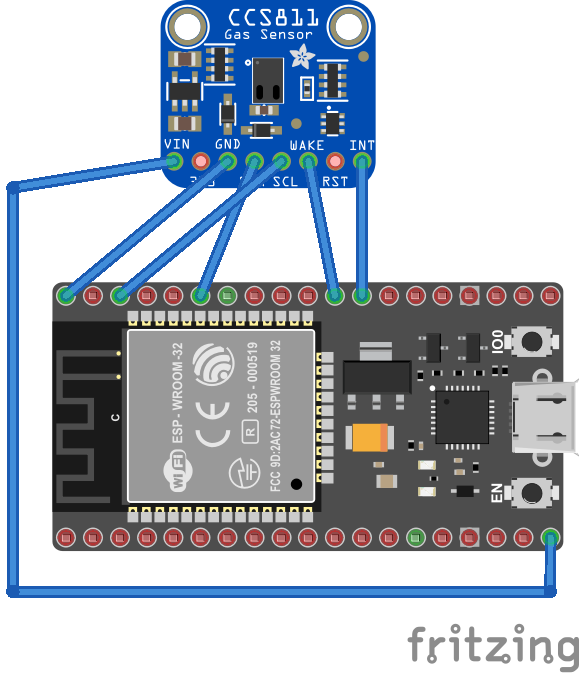 CCS811
Gas Sensor
VIN
GND
WAKE
INT
SCL
RST
IO0
EN
C
WiFi
ESP - WROOM-32
CE
R
205 - 000519
FCC 9D:2AC72-ESPWROOM 32
fritzing